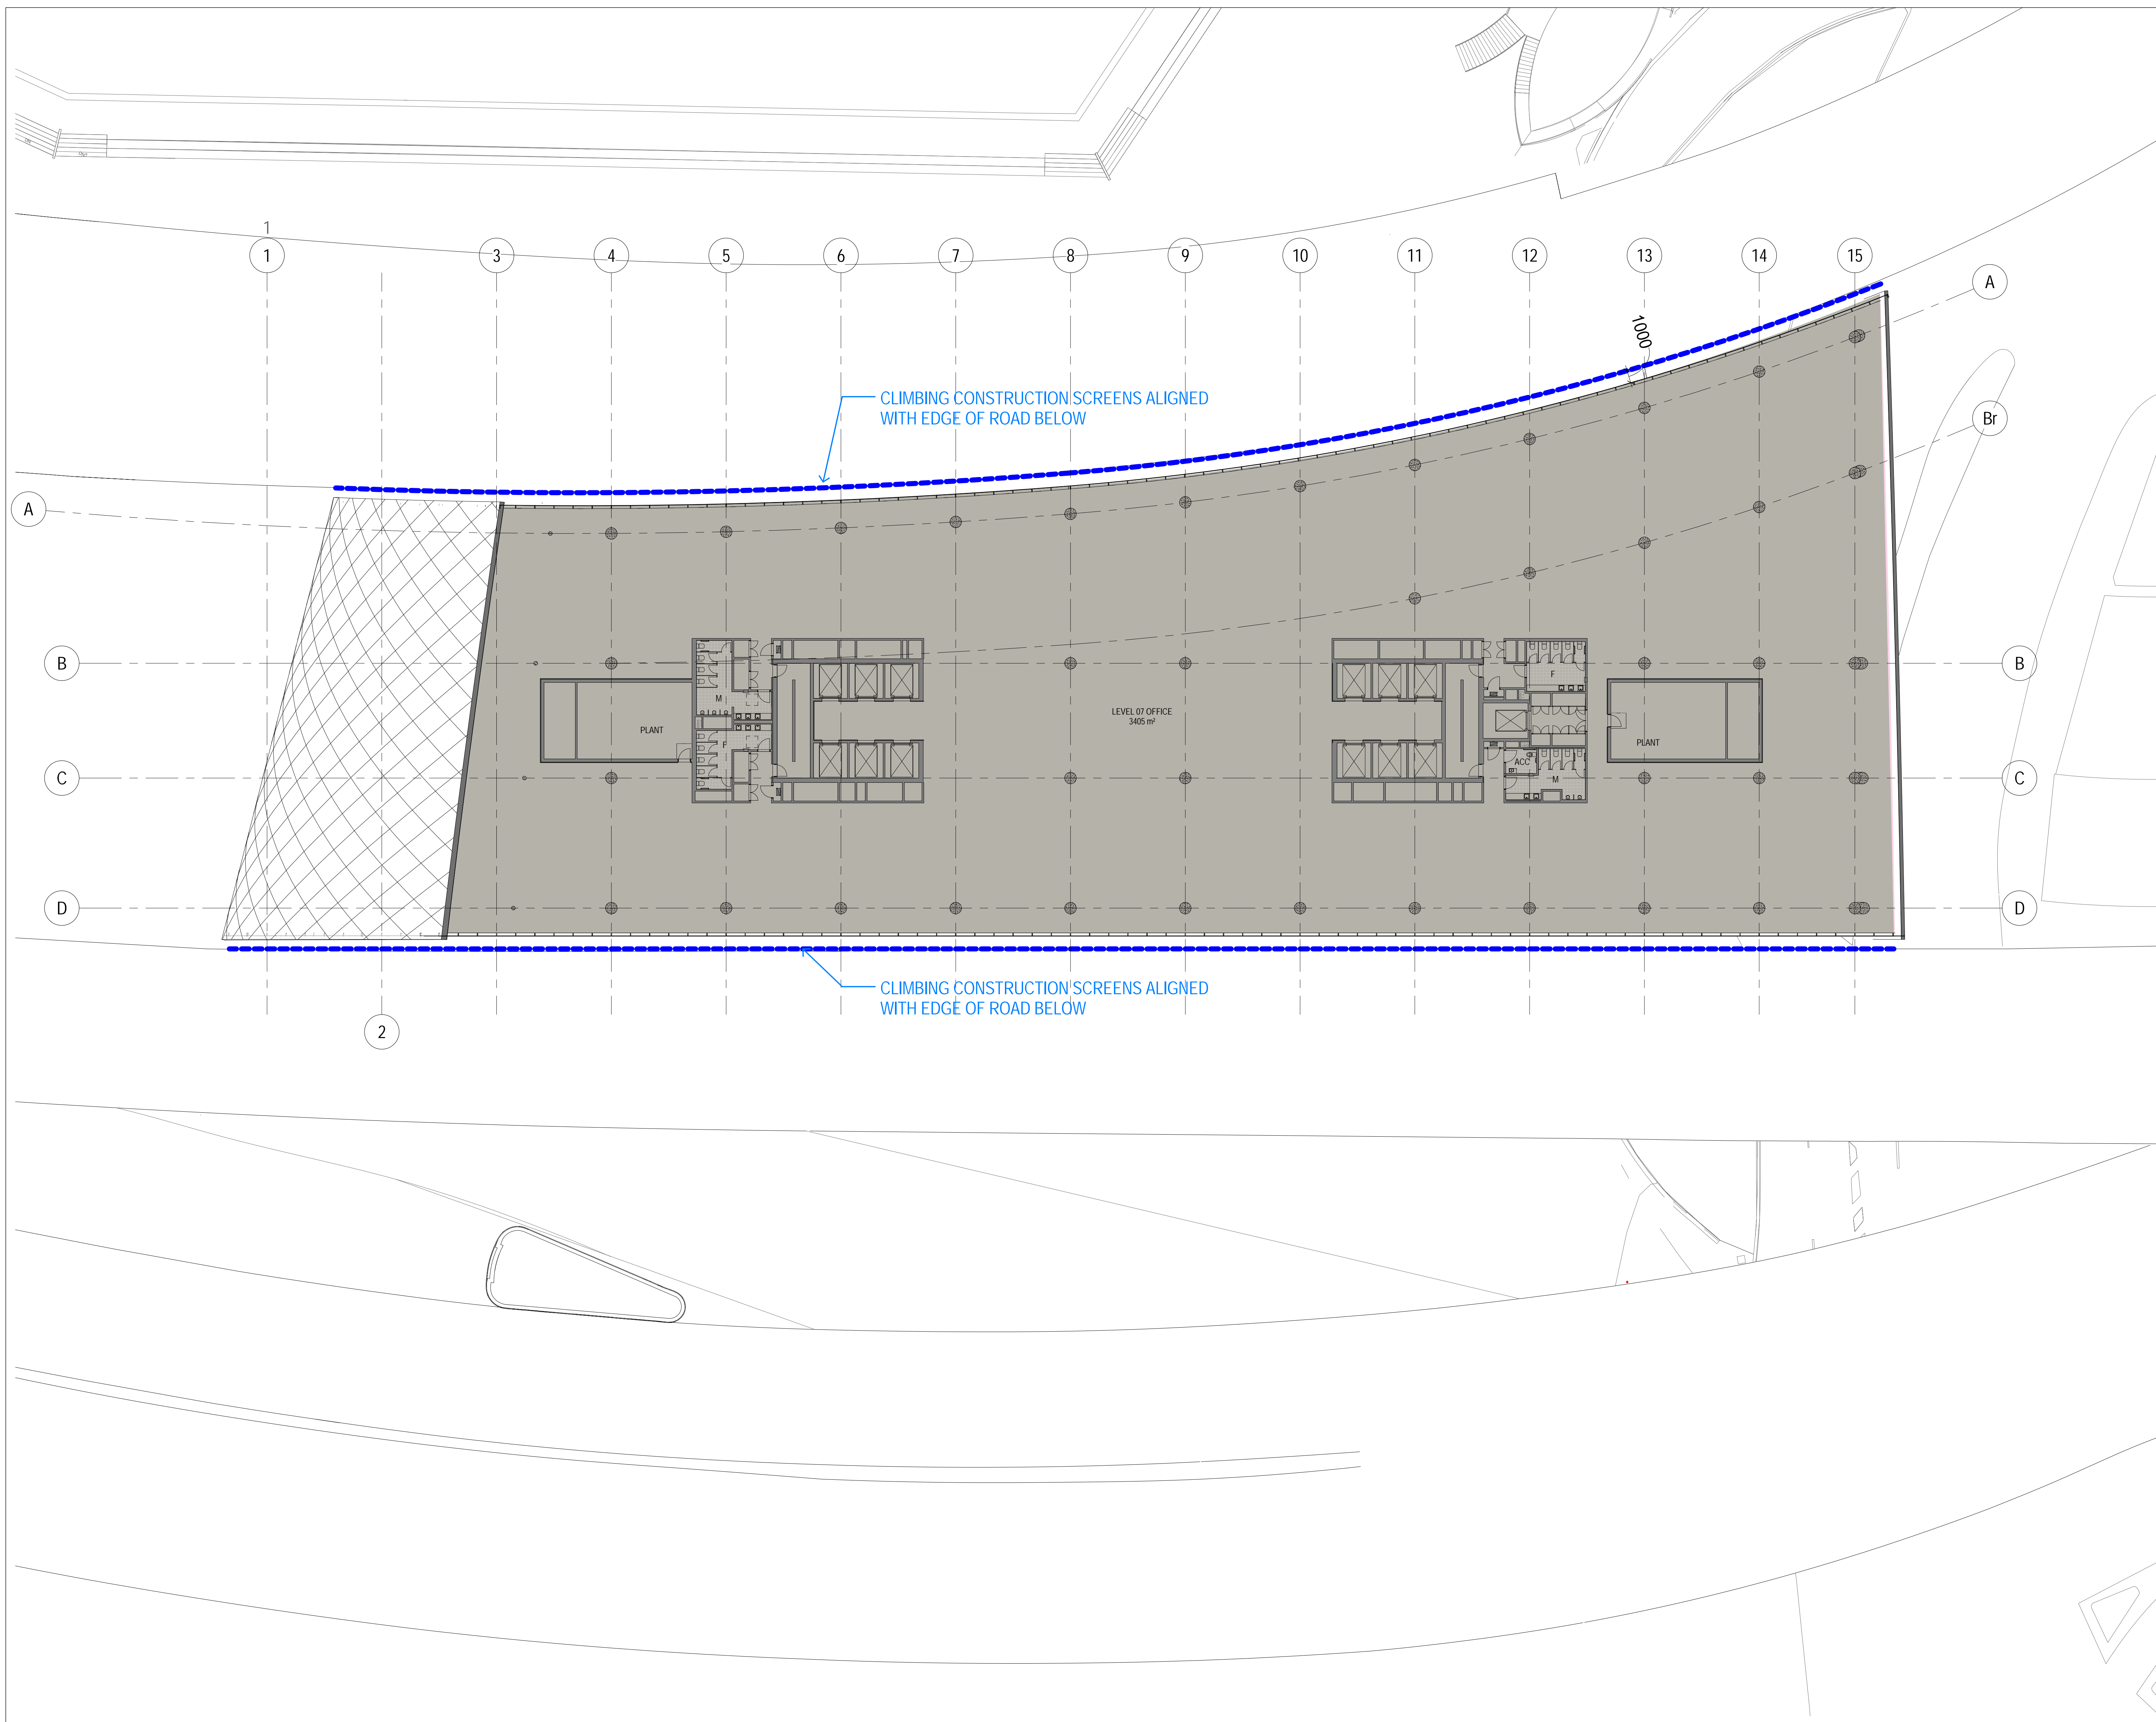 1
1
3
4
5
6
7
8
9
10
11
12
13
14
15
A
1000
CLIMBING CONSTRUCTION SCREENS ALIGNED
WITH EDGE OF ROAD BELOW
Br
A
B
B
M
F
LEVEL 07 OFFICE
3405 m²
PLANT
F
PLANT
ACC
M
C
C
D
D
CLIMBING CONSTRUCTION SCREENS ALIGNED
WITH EDGE OF ROAD BELOW
2